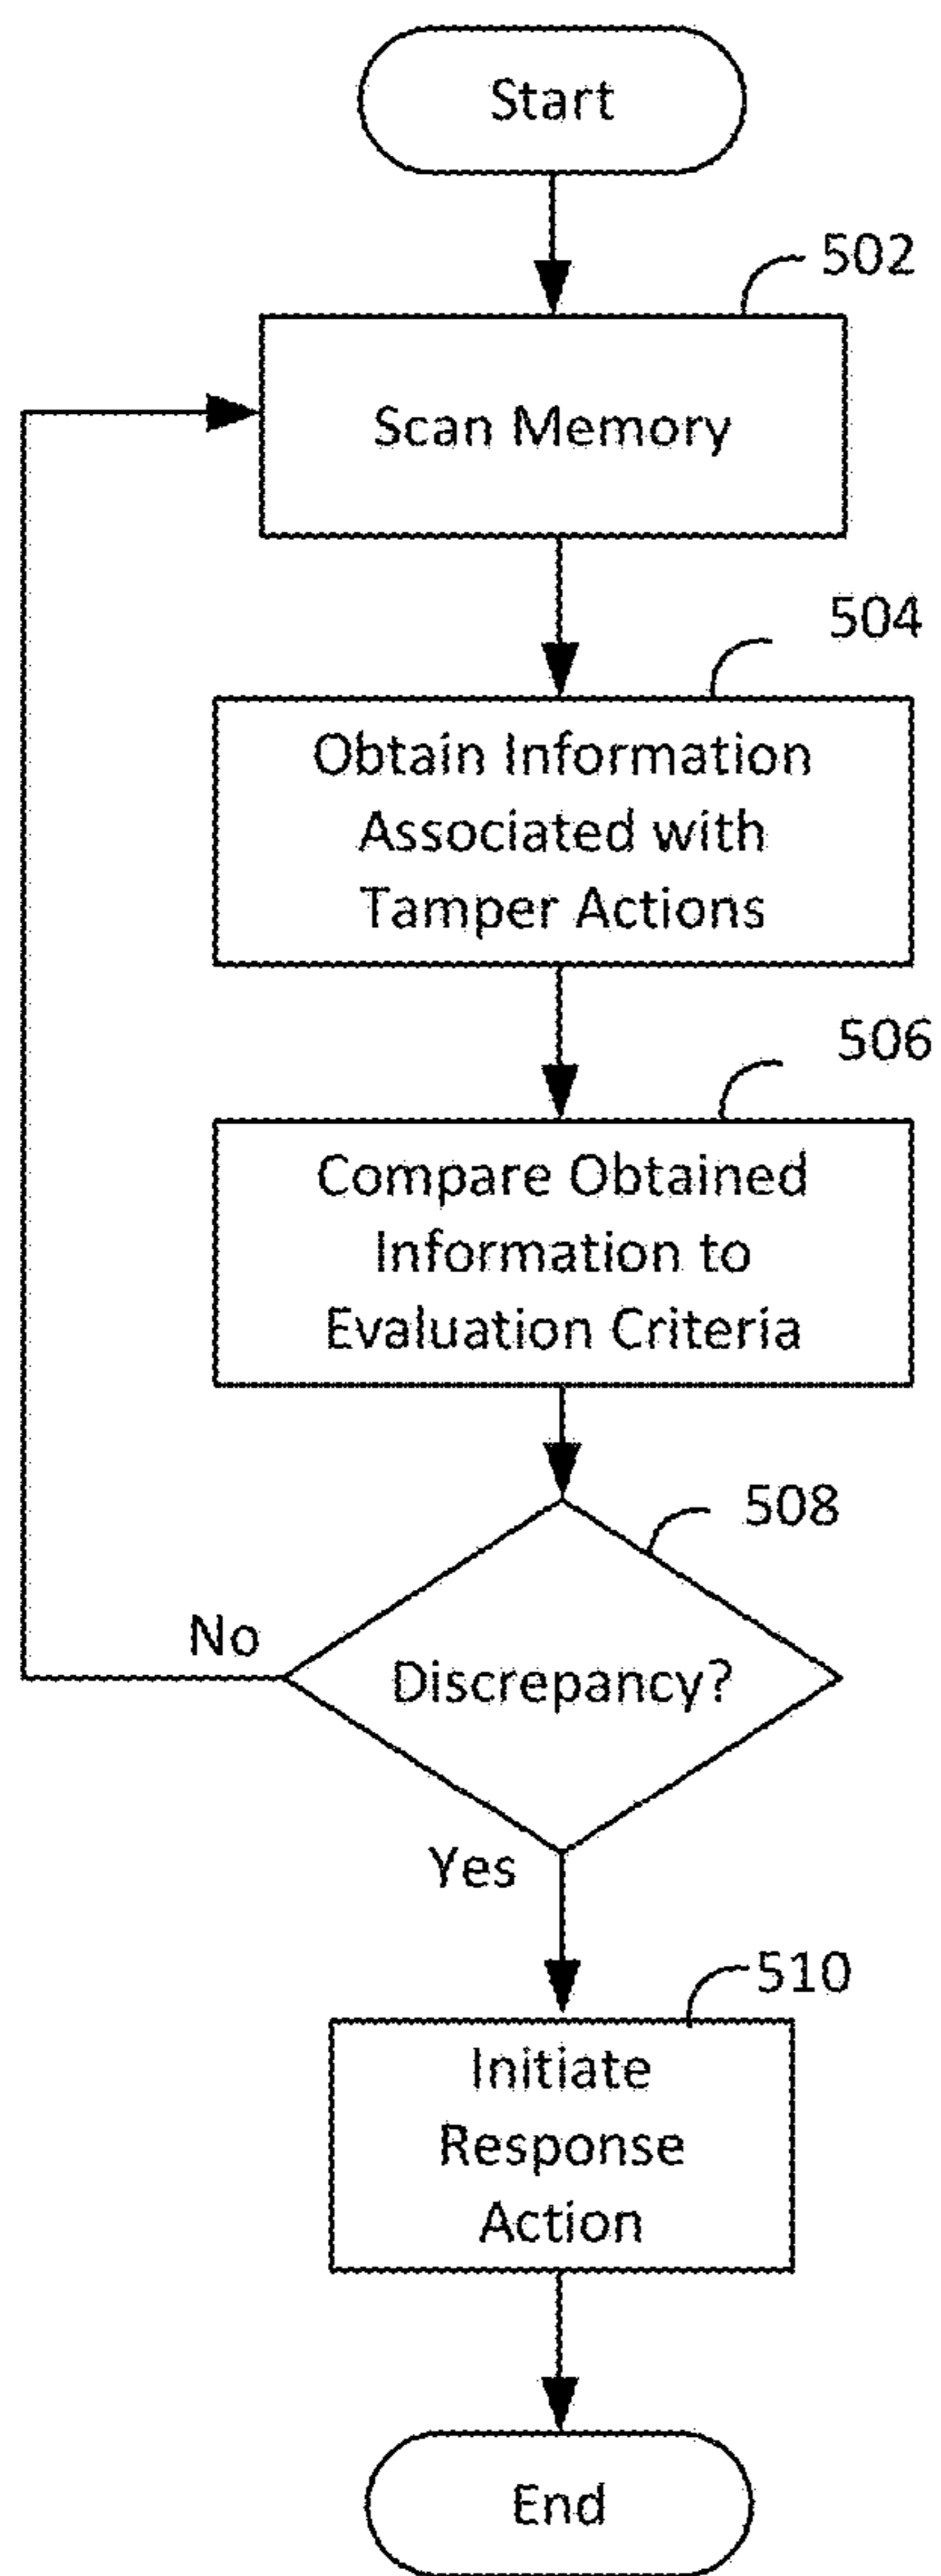 Start
502
Scan Memory
504
Obtain Information
Associated with
Tamper Actions
506
Compare Obtained
Information to
Evaluation Criteria
508
No
Discrepancy?
Yes
510
Initiate
Response
Action
End